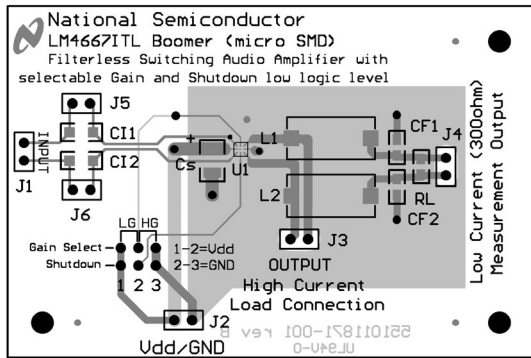 National Semiconductor
LM4667ITL Boomer (micro SMD)
Filterless Switching Audio Amplifier with
selectable Gain and Shutdown low logic level
J5
INPUT
CI1
CI2
J1
J6
+
Cs
U1
L1
L2
CF1
J4
RL
CF2
Low Current (300ohm)
Measurement Output
LG HG
Gain Select
1-2=Vdd
Shutdown
2-3=GND
1 2 3
J3
OUTPUT
High Current
Load Connection
J2
Vdd/GND
551011871-001 rev B
UL94V-0